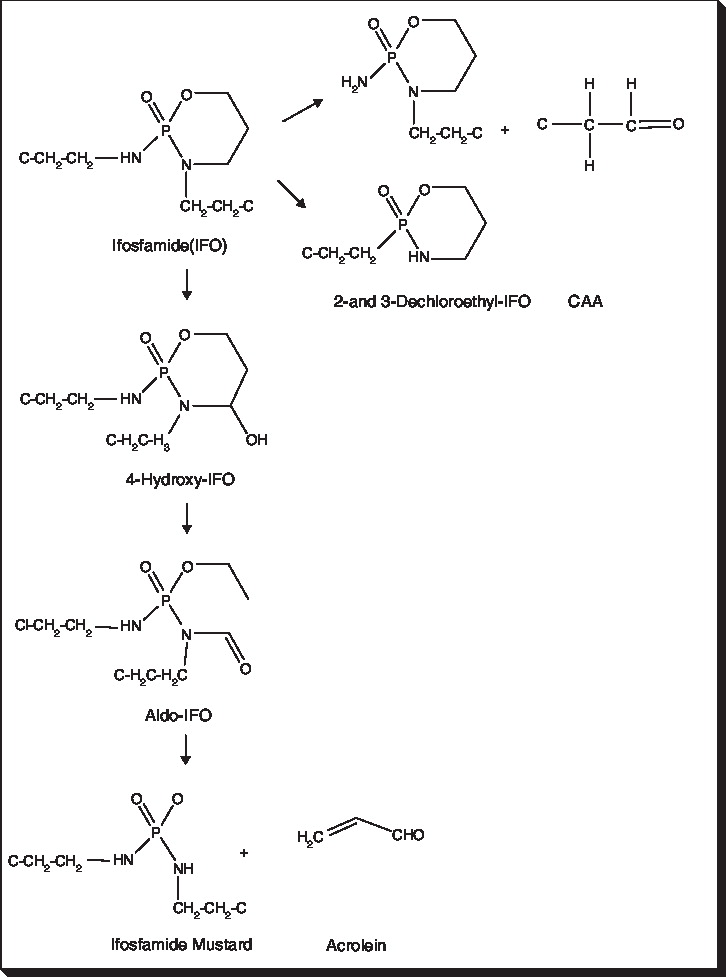 O
O
P
H₂N
N
CH₂-CH₂-C
+
H H
C C C O
H
O
O
P
C-CH₂-CH₂ HN
N
CH₂-CH₂-C
Ifosfamide(IFO)
O
O
P
C-CH₂-CH₂
HN
2-and 3-Dechloroethyl-IFO CAA
O
O
P
C-CH₂-CH₂ HN
N
C-H₂C-H₃
OH
4-Hydroxy-IFO
O
O
P
Cl-CH₂-CH₂ HN
N
C-H₂C-H₂C
O
Aldo-IFO
O O
P
C-CH₂-CH₂ HN
NH
CH₂-CH₂-C
+
H₂C CHO
Ifosfamide Mustard Acrolein